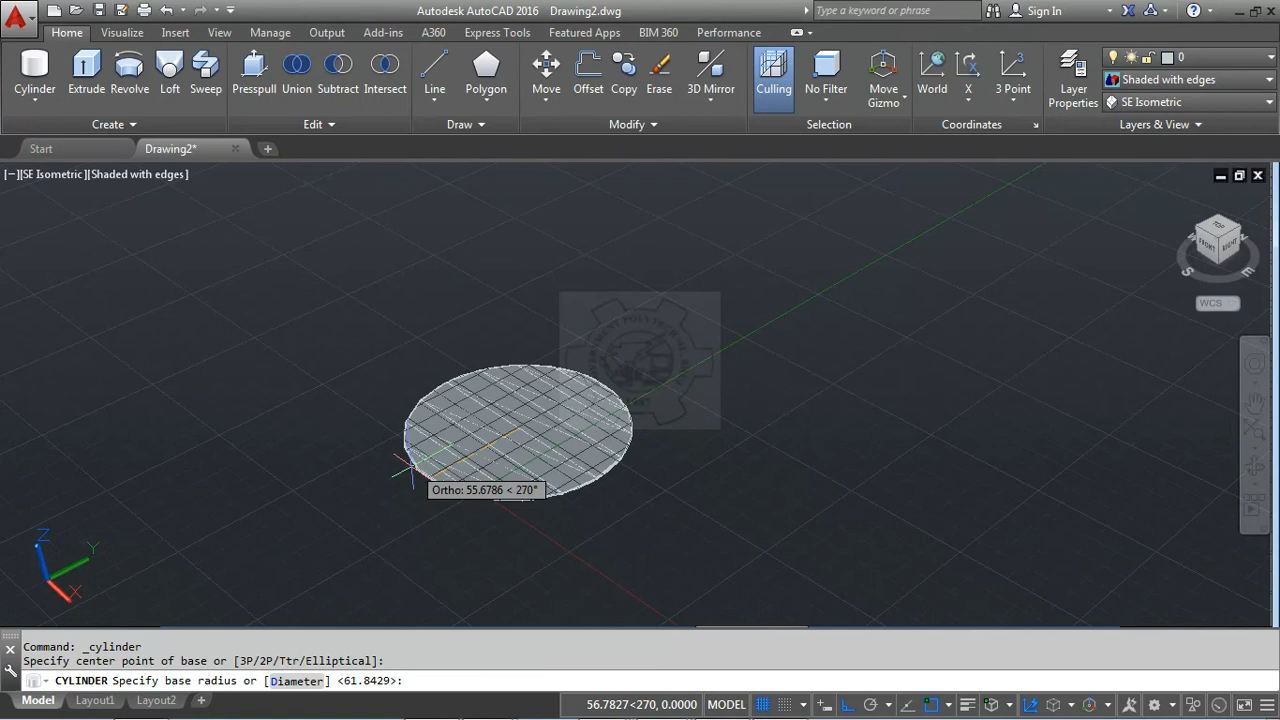 Autodesk AutoCAD 2016 Drawing2.dwg
Type a keyword or phrase
Sign In
Home Visualize Insert View Manage Output Add-ins A360 Express Tools Featured Apps BIM 360 Performance
Cylinder Extrude Revolve Loft Sweep Presspull Union Subtract Intersect Line Polygon Move Offset Copy Erase 3D Mirror Culling No Filter Move Gizmo World X 3 Point Layer Properties
0
Shaded with edges
SE Isometric
Create Edit Draw Modify Selection Coordinates Layers & View
Start Drawing2*
[−][SE Isometric][Shaded with edges]
TOP
FRONT RIGHT
S E
WCS
Ortho: 55.6786 < 270°
Z
Y
X
Command: _cylinder
Specify center point of base or [3P/2P/Ttr/Elliptical]:
CYLINDER Specify base radius or [Diameter] <61.8429>:
Model Layout1 Layout2
56.7827<270, 0.0000 MODEL